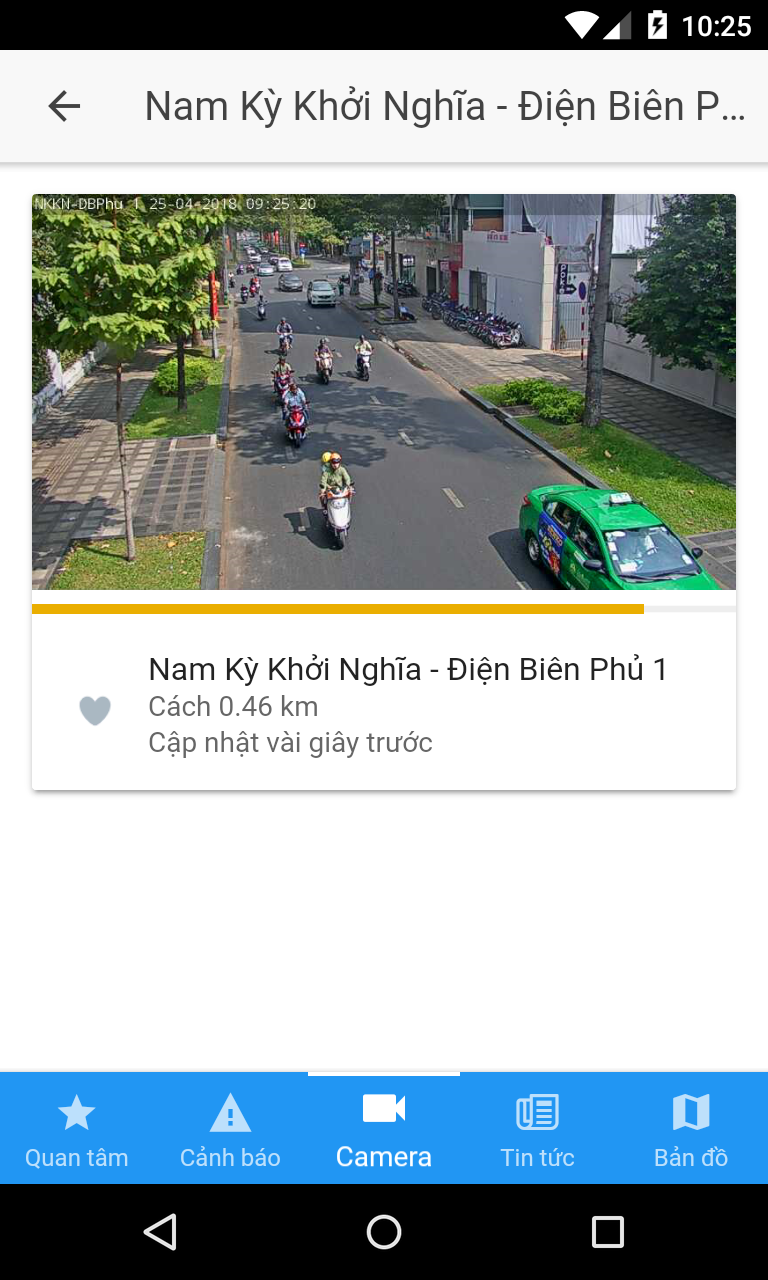 10:25
Nam Kỳ Khởi Nghĩa - Điện Biên P...
NKKN-DBPhu 1 25-04-2018 09:25:20
Nam Kỳ Khởi Nghĩa - Điện Biên Phủ 1
Cách 0.46 km
Cập nhật vài giây trước
Quan tâm
Cảnh báo
Camera
Tin tức
Bản đồ